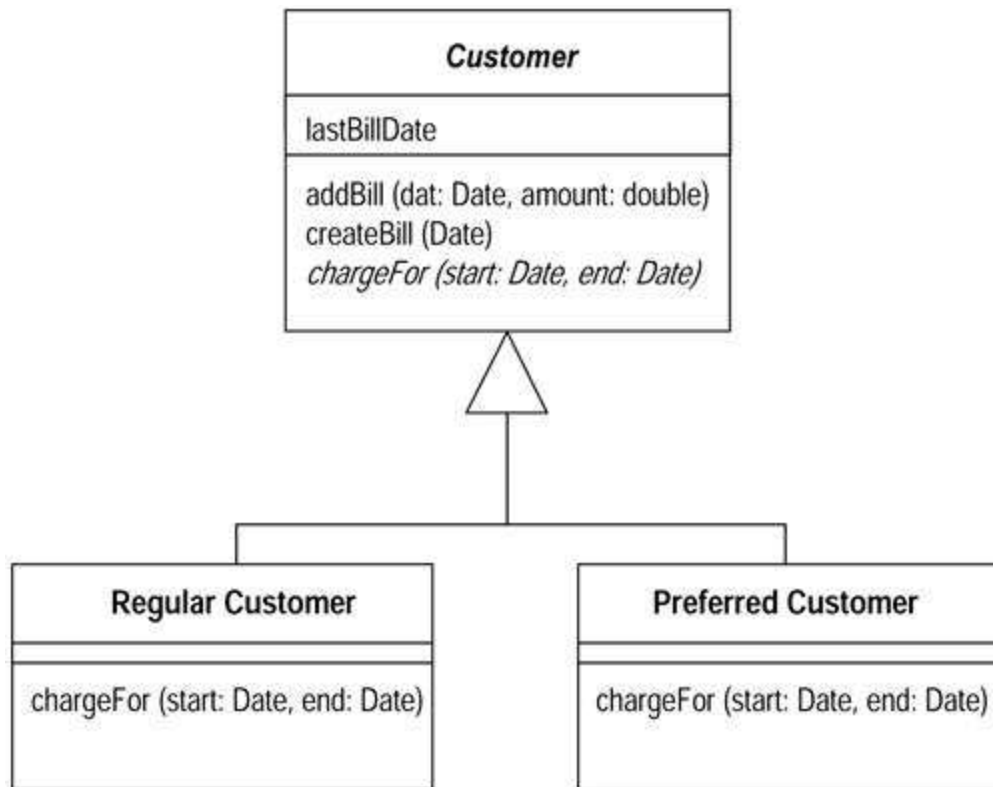 Customer
lastBillDate
addBill (dat: Date, amount: double)
createBill (Date)
chargeFor (start: Date, end: Date)
Regular Customer
chargeFor (start: Date, end: Date)
Preferred Customer
chargeFor (start: Date, end: Date)